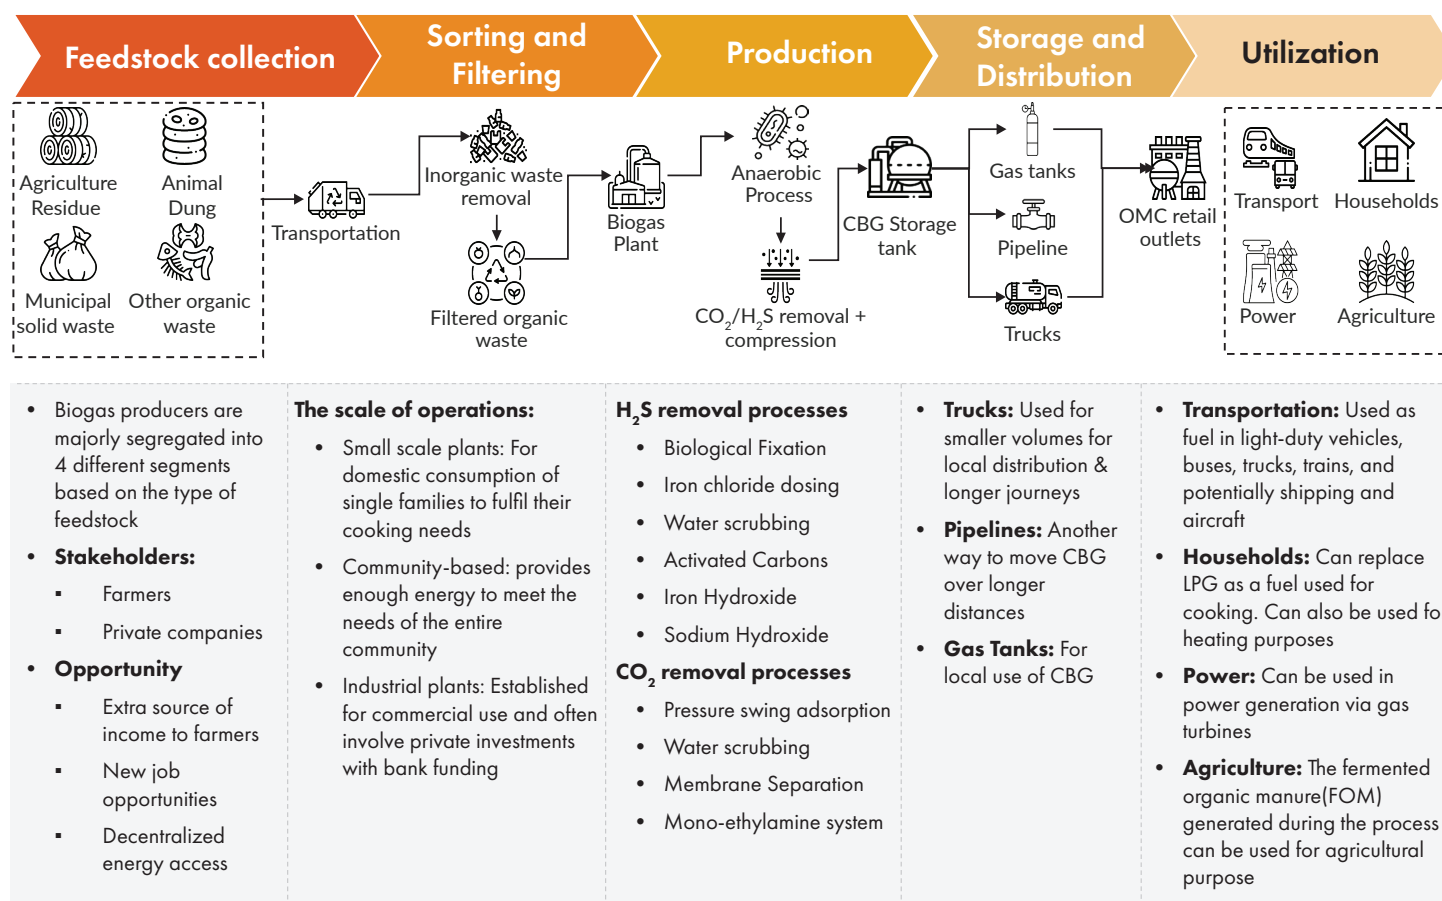 Feedstock collection
Sorting and
Filtering
Production
Storage and
Distribution
Utilization
Agriculture
Residue
Animal
Dung
Municipal
solid waste
Other organic
waste
Transportation
Inorganic waste
removal
Filtered organic
waste
Biogas
Plant
Anaerobic
Process
CO2/H2S removal +
compression
CBG Storage
tank
Gas tanks
Pipeline
Trucks
OMC retail
outlets
Transport
Households
Power
Agriculture
• Biogas producers are
majorly segregated into
4 different segments
based on the type of
feedstock
• Stakeholders:
▪ Farmers
▪ Private companies
• Opportunity
▪ Extra source of
income to farmers
▪ New job
opportunities
▪ Decentralized
energy access
The scale of operations:
• Small scale plants: For
domestic consumption of
single families to fulfil their
cooking needs
• Community-based: provides
enough energy to meet the
needs of the entire
community
• Industrial plants: Established
for commercial use and often
involve private investments
with bank funding
H2S removal processes
• Biological Fixation
• Iron chloride dosing
• Water scrubbing
• Activated Carbons
• Iron Hydroxide
• Sodium Hydroxide
CO2 removal processes
• Pressure swing adsorption
• Water scrubbing
• Membrane Separation
• Mono-ethylamine system
• Trucks: Used for
smaller volumes for
local distribution &
longer journeys
• Pipelines: Another
way to move CBG
over longer
distances
• Gas Tanks: For
local use of CBG
• Transportation: Used as
fuel in light-duty vehicles,
buses, trucks, trains, and
potentially shipping and
aircraft
• Households: Can replace
LPG as a fuel used for
cooking. Can also be used fo
heating purposes
• Power: Can be used in
power generation via gas
turbines
• Agriculture: The fermented
organic manure(FOM)
generated during the process
can be used for agricultural
purpose